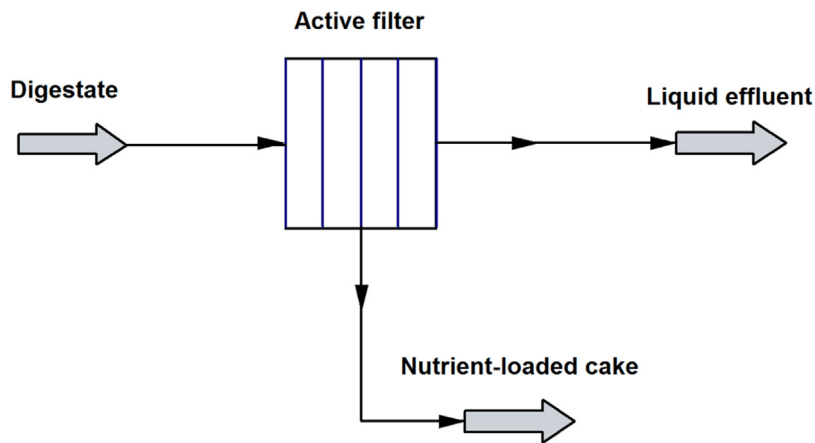 Active filter
Digestate
Liquid effluent
Nutrient-loaded cake